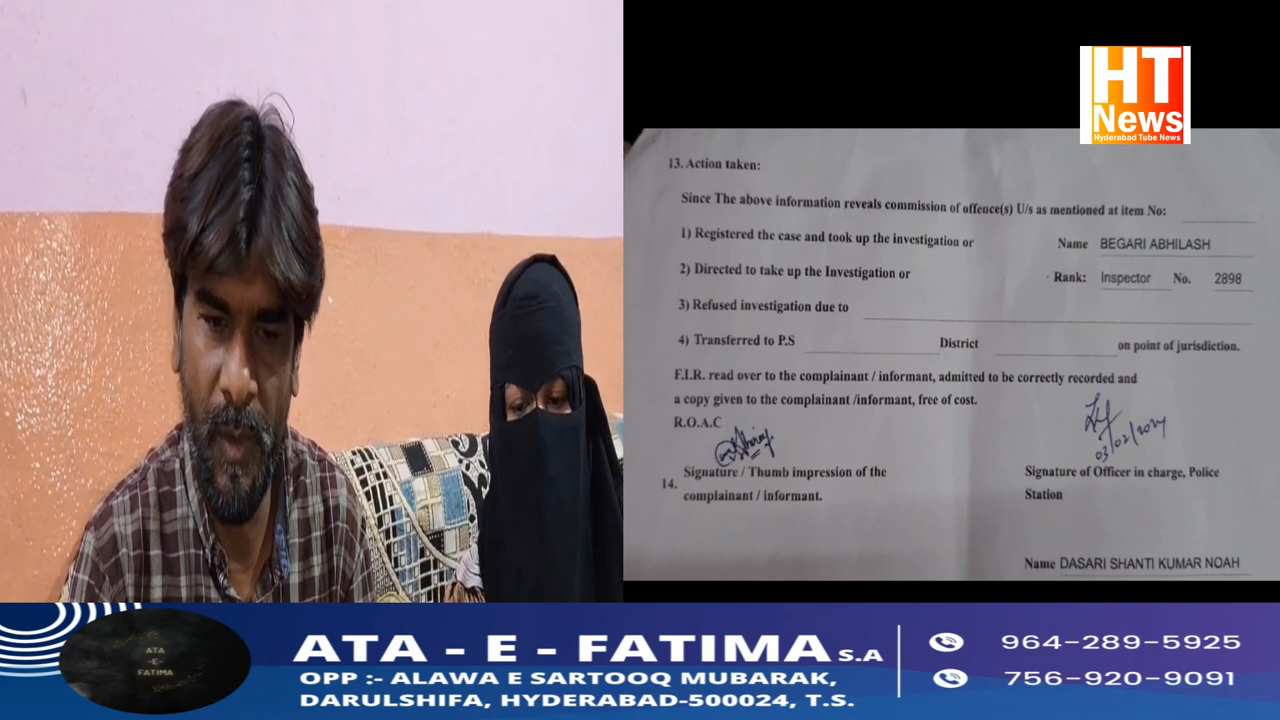 HT
News
Hyderabad Tube News
13. Action taken:
Since The above information reveals commission of offence(s) U/s as mentioned at item No:
1) Registered the case and took up the investigation or
Name BEGARI ABHILASH
2) Directed to take up the Investigation or
Rank: Inspector No. 2898
3) Refused investigation due to
4) Transferred to P.S District on point of jurisdiction.
F.I.R. read over to the complainant / informant, admitted to be correctly recorded and
a copy given to the complainant /informant, free of cost.
R.O.A.C
03/02/2024
14. Signature / Thumb impression of the
complainant / informant.
Signature of Officer in charge, Police
Station
Name DASARI SHANTI KUMAR NOAH
ATA
-E-
FATIMA
ATA - E - FATIMA S.A
OPP :- ALAWA E SARTOOQ MUBARAK,
DARULSHIFA, HYDERABAD-500024, T.S.
964-289-5925
756-920-9091